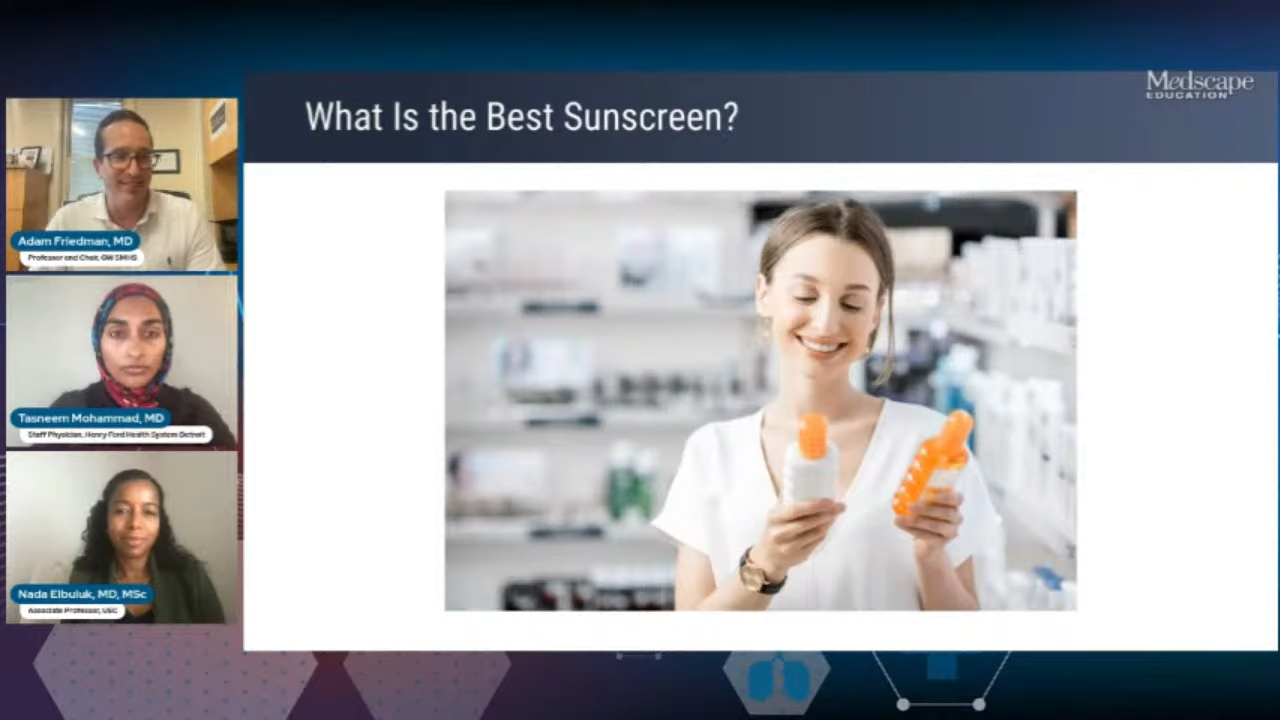 What Is the Best Sunscreen?
Medscape
EDUCATION
Adam Friedman, MD
Professor and Chair, GW SMHS
Tasneem Mohammad, MD
Staff Physician, Henry Ford Health System Detroit
Nada Elbuluk, MD, MSc
Associate Professor, USC